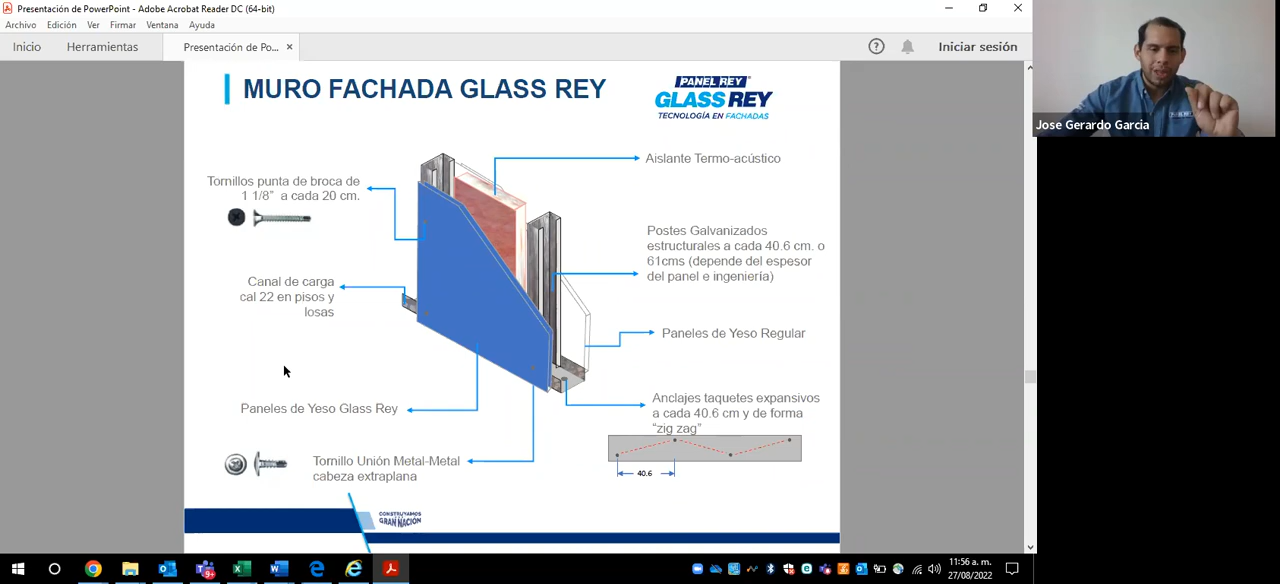 Presentación de PowerPoint - Adobe Acrobat Reader DC (64-bit)
Archivo Edición Ver Firmar Ventana Ayuda
Inicio Herramientas Presentación de Po... × Iniciar sesión
MURO FACHADA GLASS REY
PANEL REY®
GLASS REY
TECNOLOGÍA EN FACHADAS
Jose Gerardo Garcia
Aislante Termo-acústico
Tornillos punta de broca de
1 1/8" a cada 20 cm.
Postes Galvanizados
estructurales a cada 40.6 cm. o
61cms (depende del espesor
del panel e ingeniería)
Canal de carga
cal 22 en pisos y
losas
Paneles de Yeso Regular
Paneles de Yeso Glass Rey
Anclajes taquetes expansivos
a cada 40.6 cm y de forma
"zig zag"
40.6
Tornillo Unión Metal-Metal
cabeza extraplana
CONSTRUYAMOS
GRAN NACIÓN
11:56 a. m.
27/08/2022